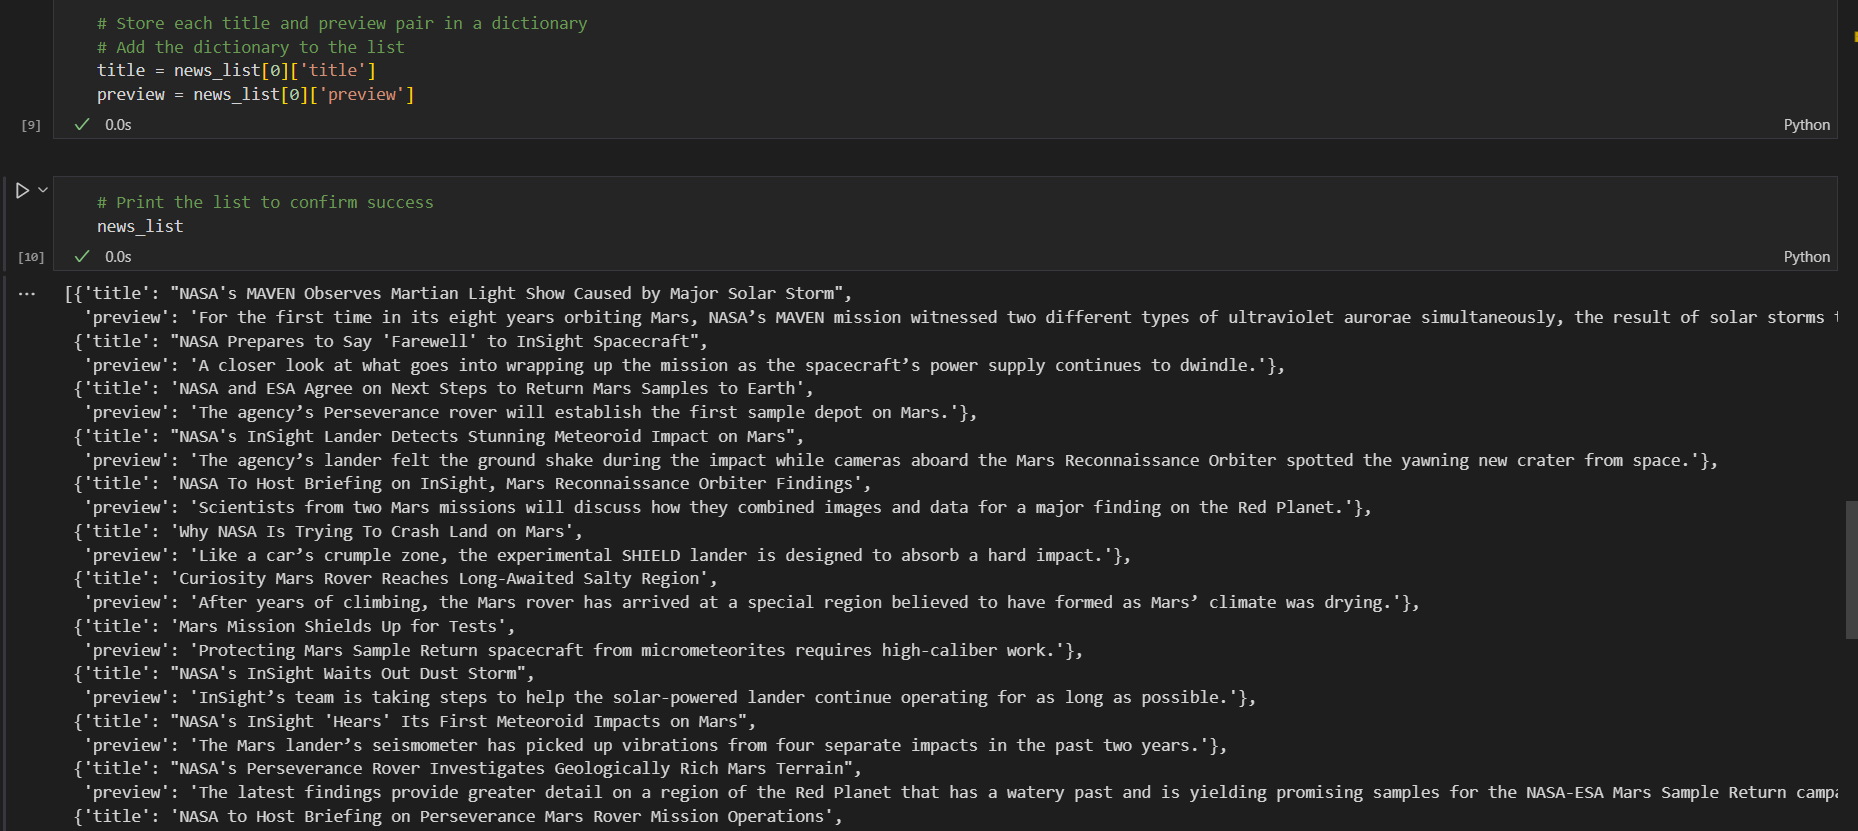 # Store each title and preview pair in a dictionary
# Add the dictionary to the list
title = news_list[0]['title']
preview = news_list[0]['preview']
[9] 0.0s Python
# Print the list to confirm success
news_list
[10] 0.0s Python
... [{'title': "NASA's MAVEN Observes Martian Light Show Caused by Major Solar Storm",
'preview': 'For the first time in its eight years orbiting Mars, NASA’s MAVEN mission witnessed two different types of ultraviolet aurorae simultaneously, the result of solar storms
{'title': "NASA Prepares to Say 'Farewell' to InSight Spacecraft",
'preview': 'A closer look at what goes into wrapping up the mission as the spacecraft’s power supply continues to dwindle.'},
{'title': 'NASA and ESA Agree on Next Steps to Return Mars Samples to Earth',
'preview': 'The agency’s Perseverance rover will establish the first sample depot on Mars.'},
{'title': "NASA's InSight Lander Detects Stunning Meteoroid Impact on Mars",
'preview': 'The agency’s lander felt the ground shake during the impact while cameras aboard the Mars Reconnaissance Orbiter spotted the yawning new crater from space.'},
{'title': 'NASA To Host Briefing on InSight, Mars Reconnaissance Orbiter Findings',
'preview': 'Scientists from two Mars missions will discuss how they combined images and data for a major finding on the Red Planet.'},
{'title': 'Why NASA Is Trying To Crash Land on Mars',
'preview': 'Like a car’s crumple zone, the experimental SHIELD lander is designed to absorb a hard impact.'},
{'title': 'Curiosity Mars Rover Reaches Long-Awaited Salty Region',
'preview': 'After years of climbing, the Mars rover has arrived at a special region believed to have formed as Mars’ climate was drying.'},
{'title': 'Mars Mission Shields Up for Tests',
'preview': 'Protecting Mars Sample Return spacecraft from micrometeorites requires high-caliber work.'},
{'title': "NASA's InSight Waits Out Dust Storm",
'preview': 'InSight’s team is taking steps to help the solar-powered lander continue operating for as long as possible.'},
{'title': "NASA's InSight 'Hears' Its First Meteoroid Impacts on Mars",
'preview': 'The Mars lander’s seismometer has picked up vibrations from four separate impacts in the past two years.'},
{'title': "NASA's Perseverance Rover Investigates Geologically Rich Mars Terrain",
'preview': 'The latest findings provide greater detail on a region of the Red Planet that has a watery past and is yielding promising samples for the NASA-ESA Mars Sample Return
{'title': 'NASA to Host Briefing on Perseverance Mars Rover Mission Operations',